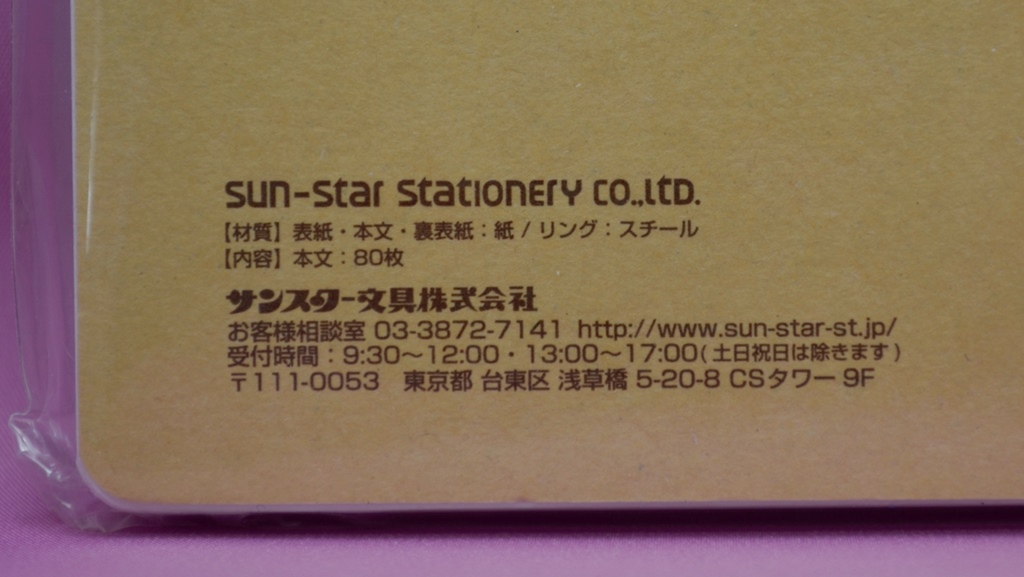 sun-star stationery co.,ltd.
【材質】表紙・本文・裏表紙:紙 / リング:スチール
【内容】本文:80枚
サンスター文具株式会社
お客様相談室 03-3872-7141 http://www.sun-star-st.jp/
受付時間:9:30〜12:00・13:00〜17:00(土日祝日は除きます)
〒111-0053 東京都 台東区 浅草橋 5-20-8 CSタワー 9F